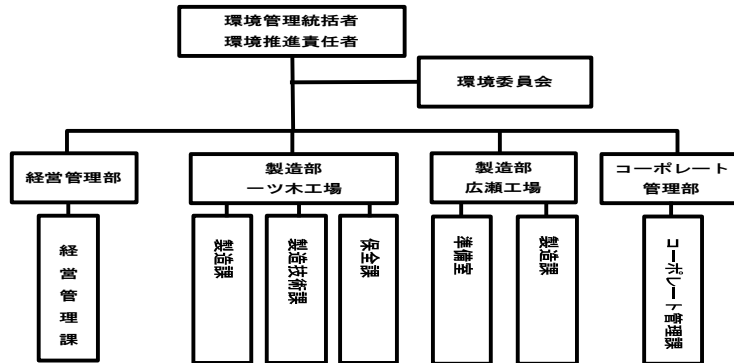 環境管理統括者
環境推進責任者
環境委員会
経営管理部
製造部
一ツ木工場
製造部
広瀬工場
コーポレート
管理部
経営管理課
製造課
製造技術課
保全課
準備室
製造課
コーポレート管理課